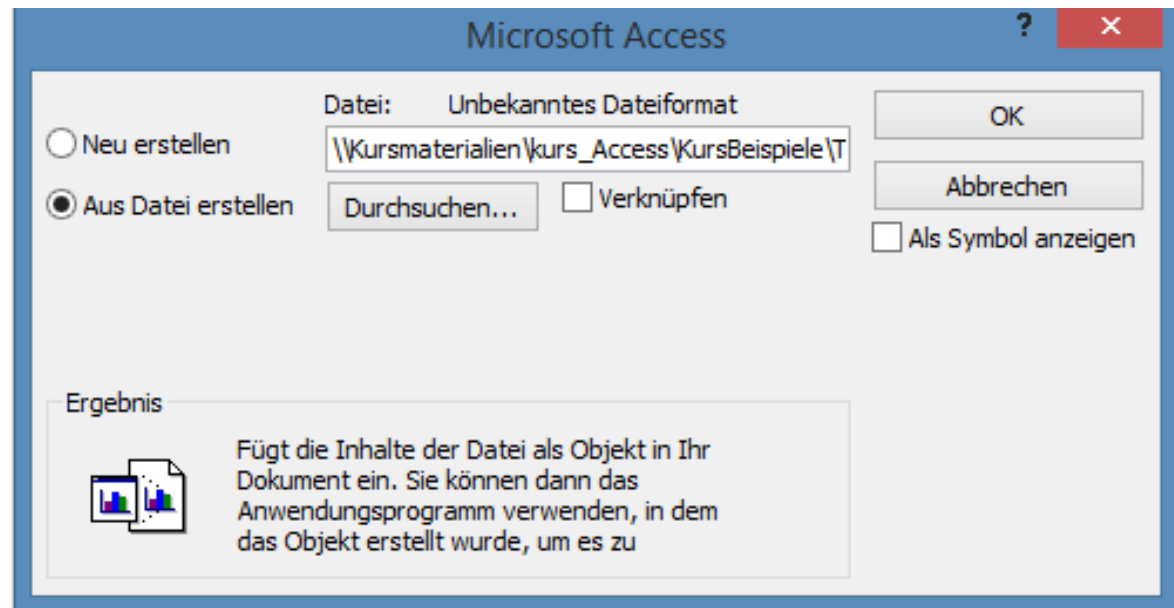 Microsoft Access
?
Datei: Unbekanntes Dateiformat
OK
Neu erstellen
\\Kursmaterialien\kurs_Access\KursBeispiele\T
Aus Datei erstellen
Durchsuchen...
Verknüpfen
Abbrechen
Als Symbol anzeigen
Ergebnis
Fügt die Inhalte der Datei als Objekt in Ihr
Dokument ein. Sie können dann das
Anwendungsprogramm verwenden, in dem
das Objekt erstellt wurde, um es zu